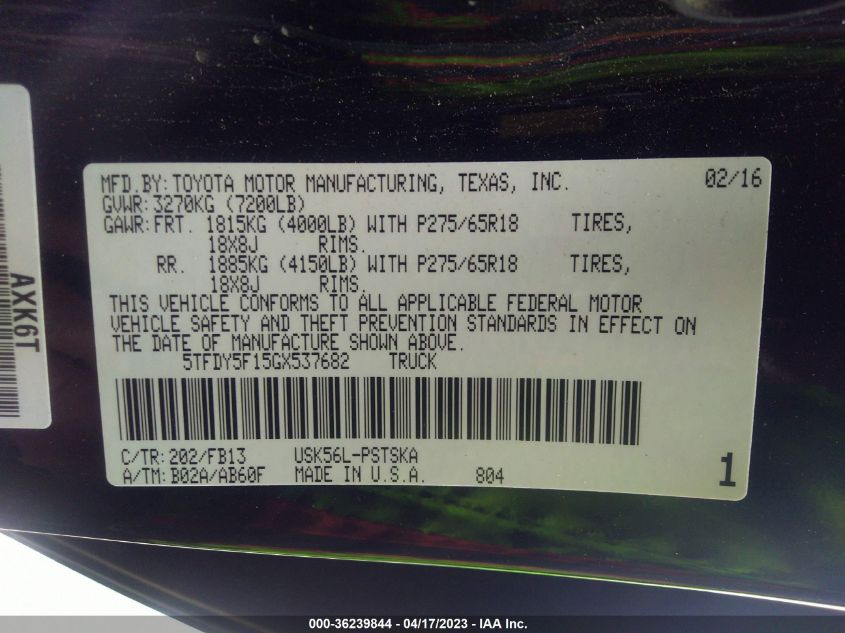 MFD.BY: TOYOTA MOTOR MANUFACTURING, TEXAS, INC. 02/16
GVWR: 3270KG (7200LB)
GAWR: FRT. 1815KG (4000LB) WITH P275/65R18 TIRES,
18X8J RIMS.
RR. 1885KG (4150LB) WITH P275/65R18 TIRES,
18X8J RIMS.
THIS VEHICLE CONFORMS TO ALL APPLICABLE FEDERAL MOTOR
VEHICLE SAFETY AND THEFT PREVENTION STANDARDS IN EFFECT ON
THE DATE OF MANUFACTURE SHOWN ABOVE.
5TFDY5F15GX537682 TRUCK
C/TR: 202/FB13 USK56L-PSTSKA
A/TM: B02A/AB60F MADE IN U.S.A. 804 1
AXK6T
000-36239844 - 04/17/2023 - IAA Inc.